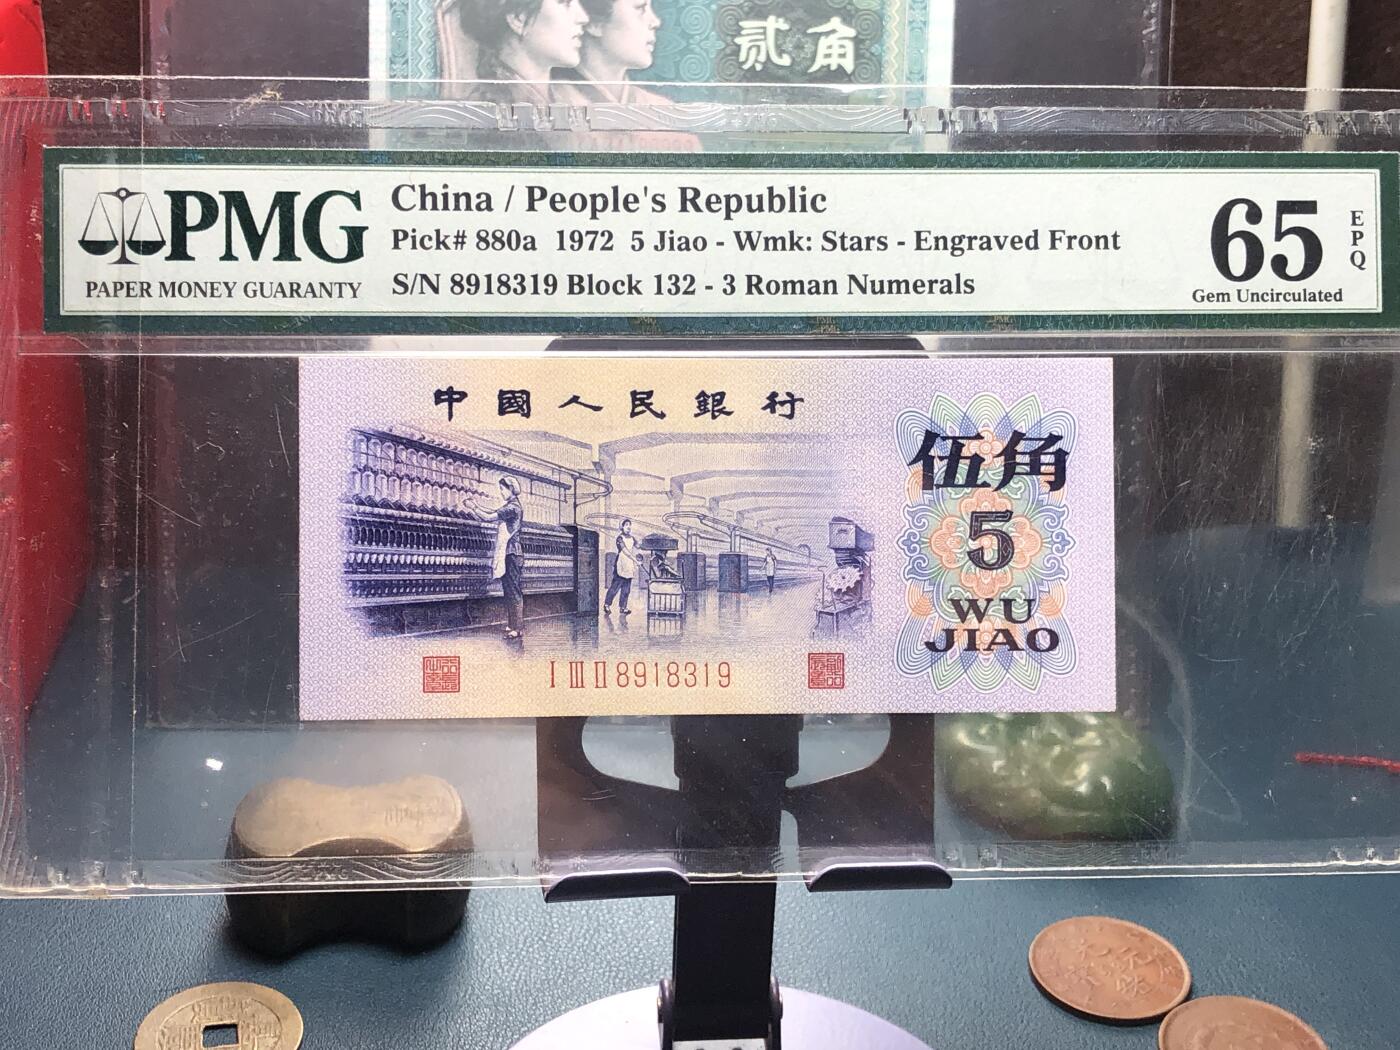 贰角
PMG
PAPER MONEY GUARANTY
China / People's Republic
Pick# 880a 1972 5 Jiao - Wmk: Stars - Engraved Front
S/N 8918319 Block 132 - 3 Roman Numerals
65
EPQ
Gem Uncirculated
中國人民銀行
伍角
5
WU
JIAO
I III II 8918319